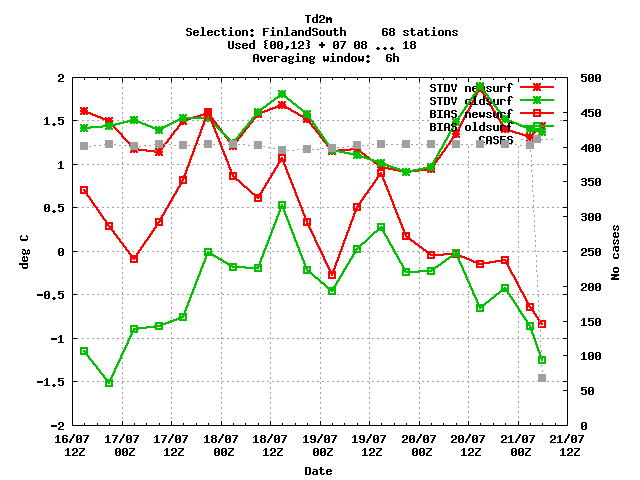 Td2m
Selection: FinlandSouth     68 stations
Used {00,12} + 07 08 ... 18
Averaging window:  6h
STDV newsurf
STDV oldsurf
BIAS newsurf
BIAS oldsurf
CASES
2
1.5
1
0.5
0
-0.5
-1
-1.5
-2
deg C
500
450
400
350
300
250
200
150
100
50
0
No cases
16/07 17/07 17/07 18/07 18/07 19/07 19/07 20/07 20/07 21/07 21/07
12Z 00Z 12Z 00Z 12Z 00Z 12Z 00Z 12Z 00Z 12Z
Date